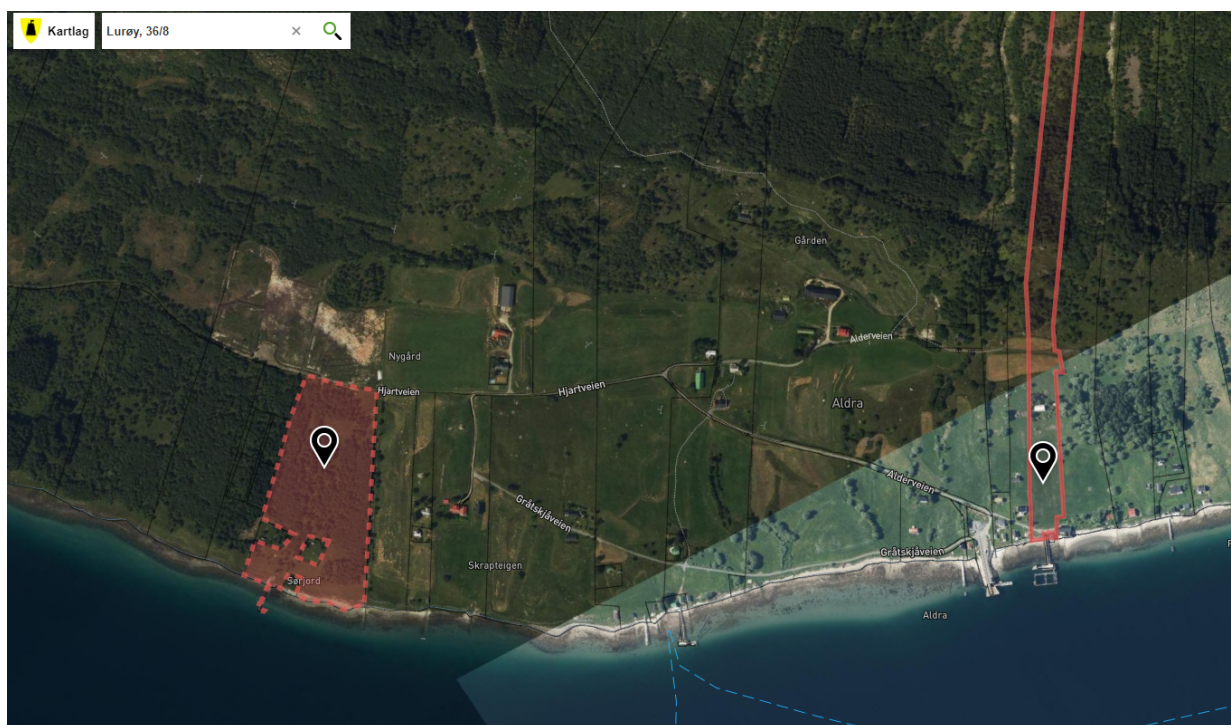 Kartlag
Lurøy, 36/8
Gården
Alderveien
Nygård
Hjartveien
Hjartveien
Aldra
Alderveien
Gråtskjåveien
Gråtskjåveien
Skrapteigen
Sørjord
Aldra